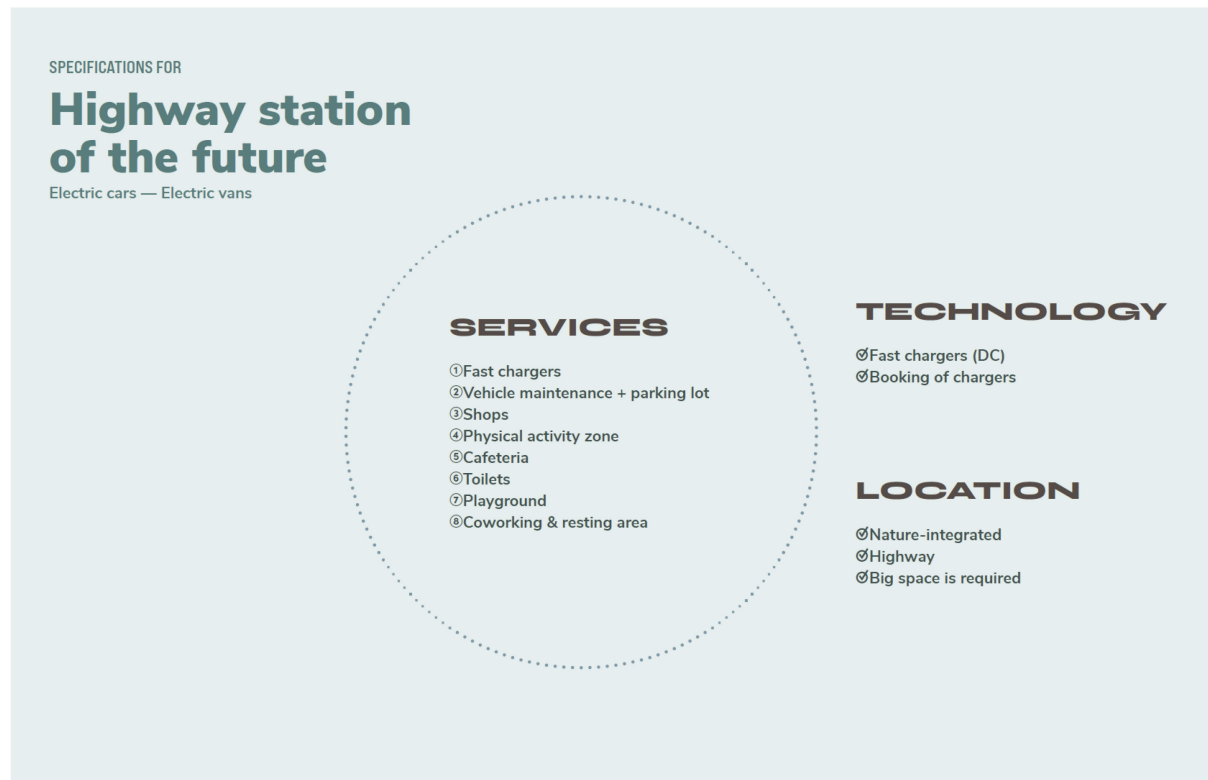 SPECIFICATIONS FOR
Highway station
of the future
Electric cars — Electric vans
SERVICES
①Fast chargers
②Vehicle maintenance + parking lot
③Shops
④Physical activity zone
⑤Cafeteria
⑥Toilets
⑦Playground
⑧Coworking & resting area
TECHNOLOGY
Fast chargers (DC)
Booking of chargers
LOCATION
Nature-integrated
Highway
Big space is required